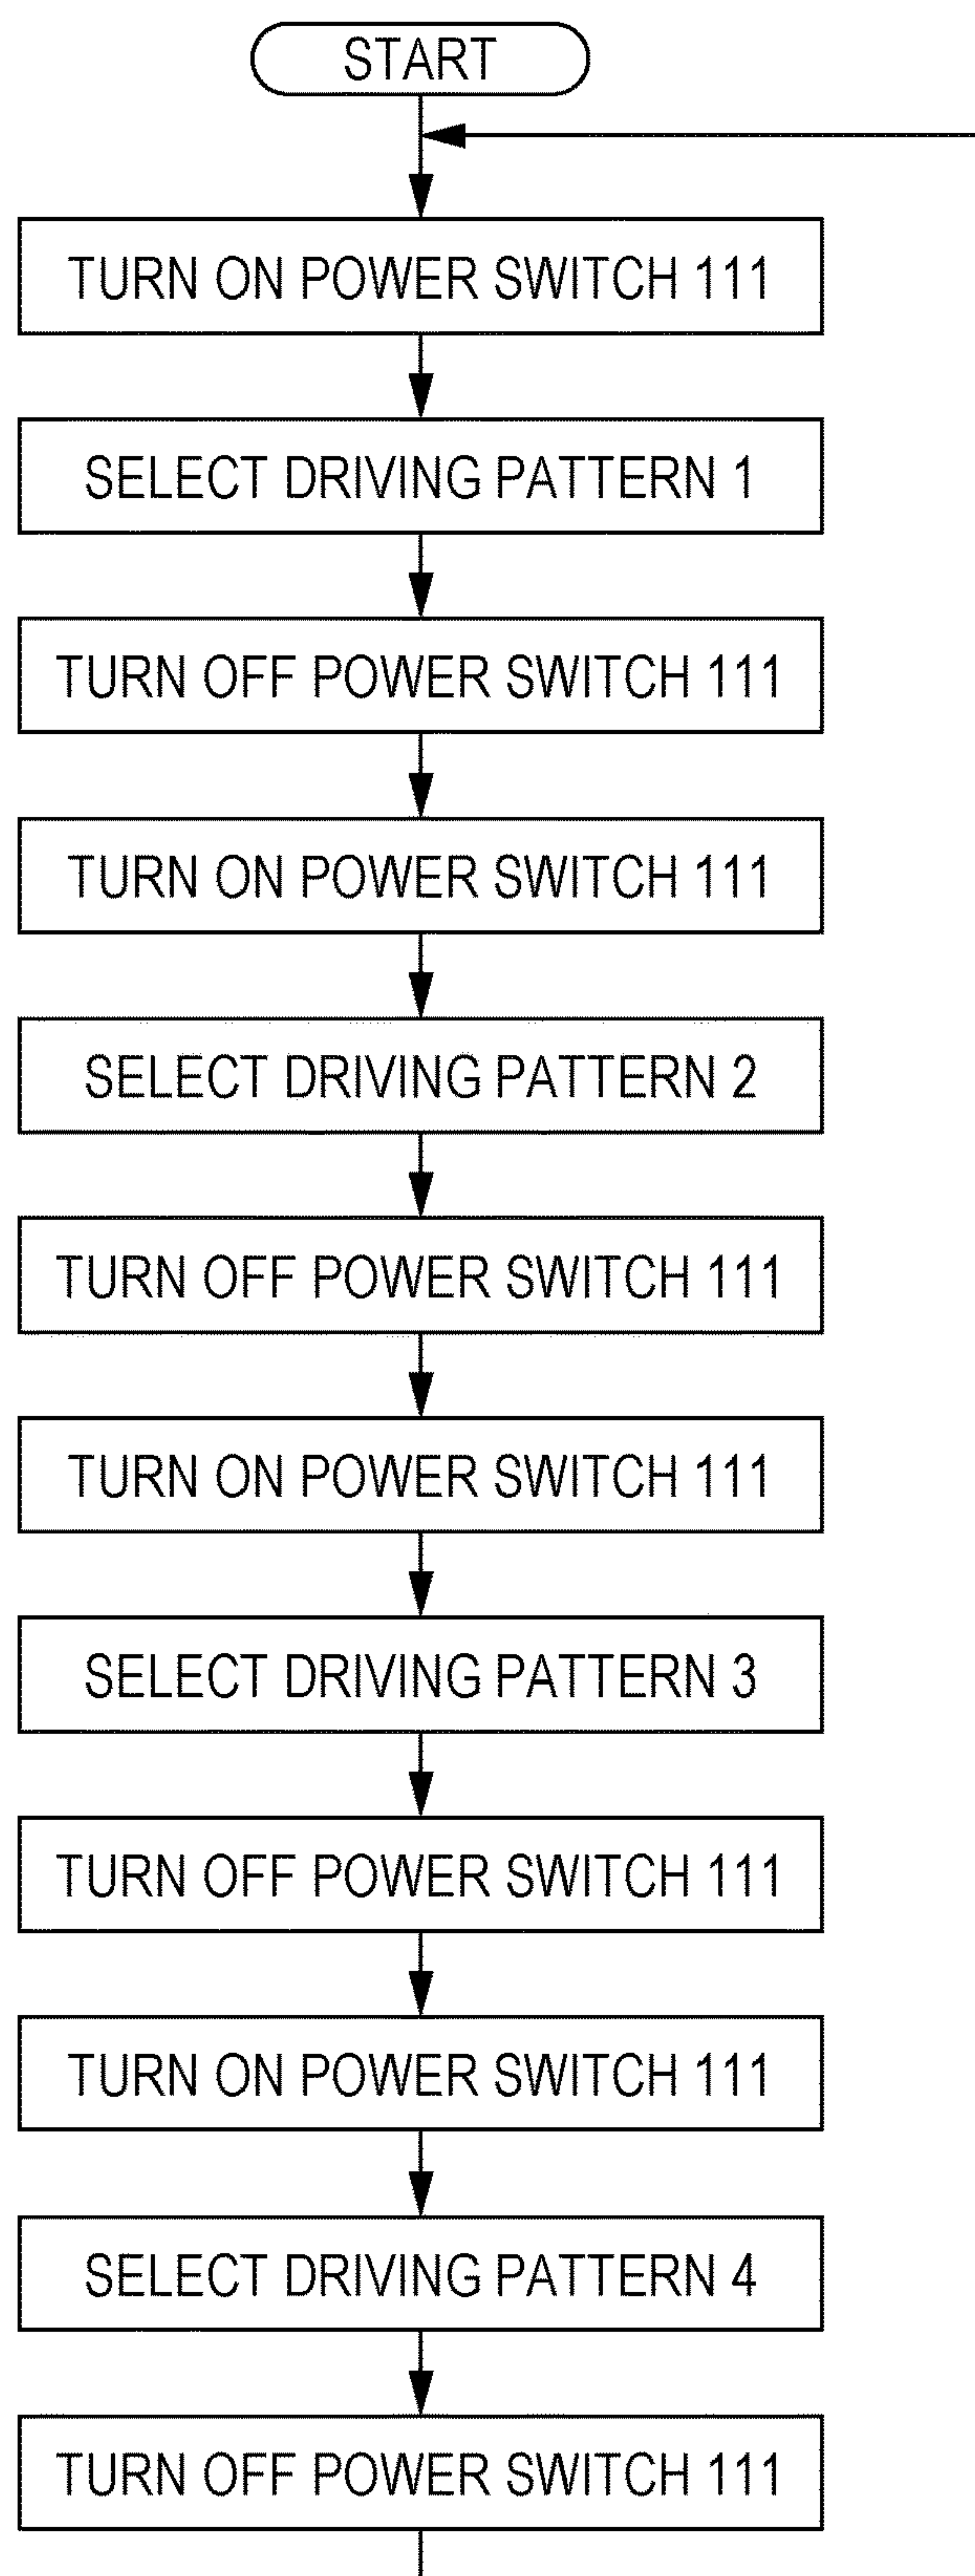 START
TURN ON POWER SWITCH 111
SELECT DRIVING PATTERN 1
TURN OFF POWER SWITCH 111
TURN ON POWER SWITCH 111
SELECT DRIVING PATTERN 2
TURN OFF POWER SWITCH 111
TURN ON POWER SWITCH 111
SELECT DRIVING PATTERN 3
TURN OFF POWER SWITCH 111
TURN ON POWER SWITCH 111
SELECT DRIVING PATTERN 4
TURN OFF POWER SWITCH 111